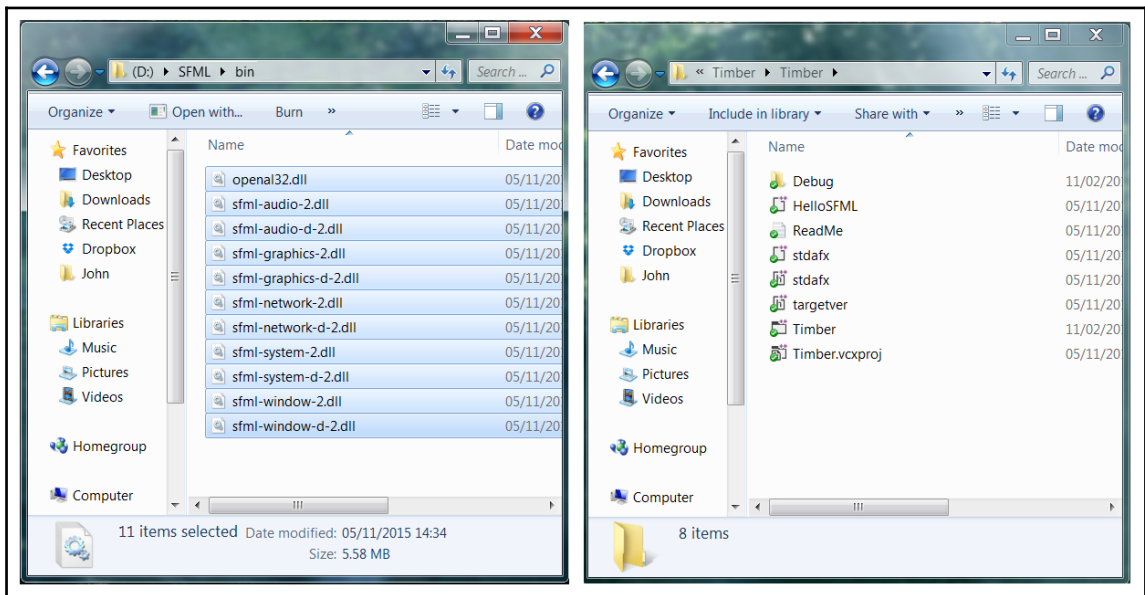 (D:) ▸ SFML ▸ bin
Search ...
Organize
Open with...
Burn
»
Favorites
Desktop
Downloads
Recent Places
Dropbox
John
Libraries
Music
Pictures
Videos
Homegroup
Computer
Name
Date mod
openal32.dll
05/11/20
sfml-audio-2.dll
05/11/20
sfml-audio-d-2.dll
05/11/20
sfml-graphics-2.dll
05/11/20
sfml-graphics-d-2.dll
05/11/20
sfml-network-2.dll
05/11/20
sfml-network-d-2.dll
05/11/20
sfml-system-2.dll
05/11/20
sfml-system-d-2.dll
05/11/20
sfml-window-2.dll
05/11/20
sfml-window-d-2.dll
05/11/20
11 items selected Date modified: 05/11/2015 14:34
Size: 5.58 MB
« Timber ▸ Timber ▸
Search ...
Organize
Include in library
Share with
»
Favorites
Desktop
Downloads
Recent Places
Dropbox
John
Libraries
Music
Pictures
Videos
Homegroup
Computer
Name
Date mod
Debug
11/02/20
HelloSFML
05/11/20
ReadMe
05/11/20
stdafx
05/11/20
stdafx
05/11/20
targetver
05/11/20
Timber
11/02/20
Timber.vcxproj
05/11/20
8 items